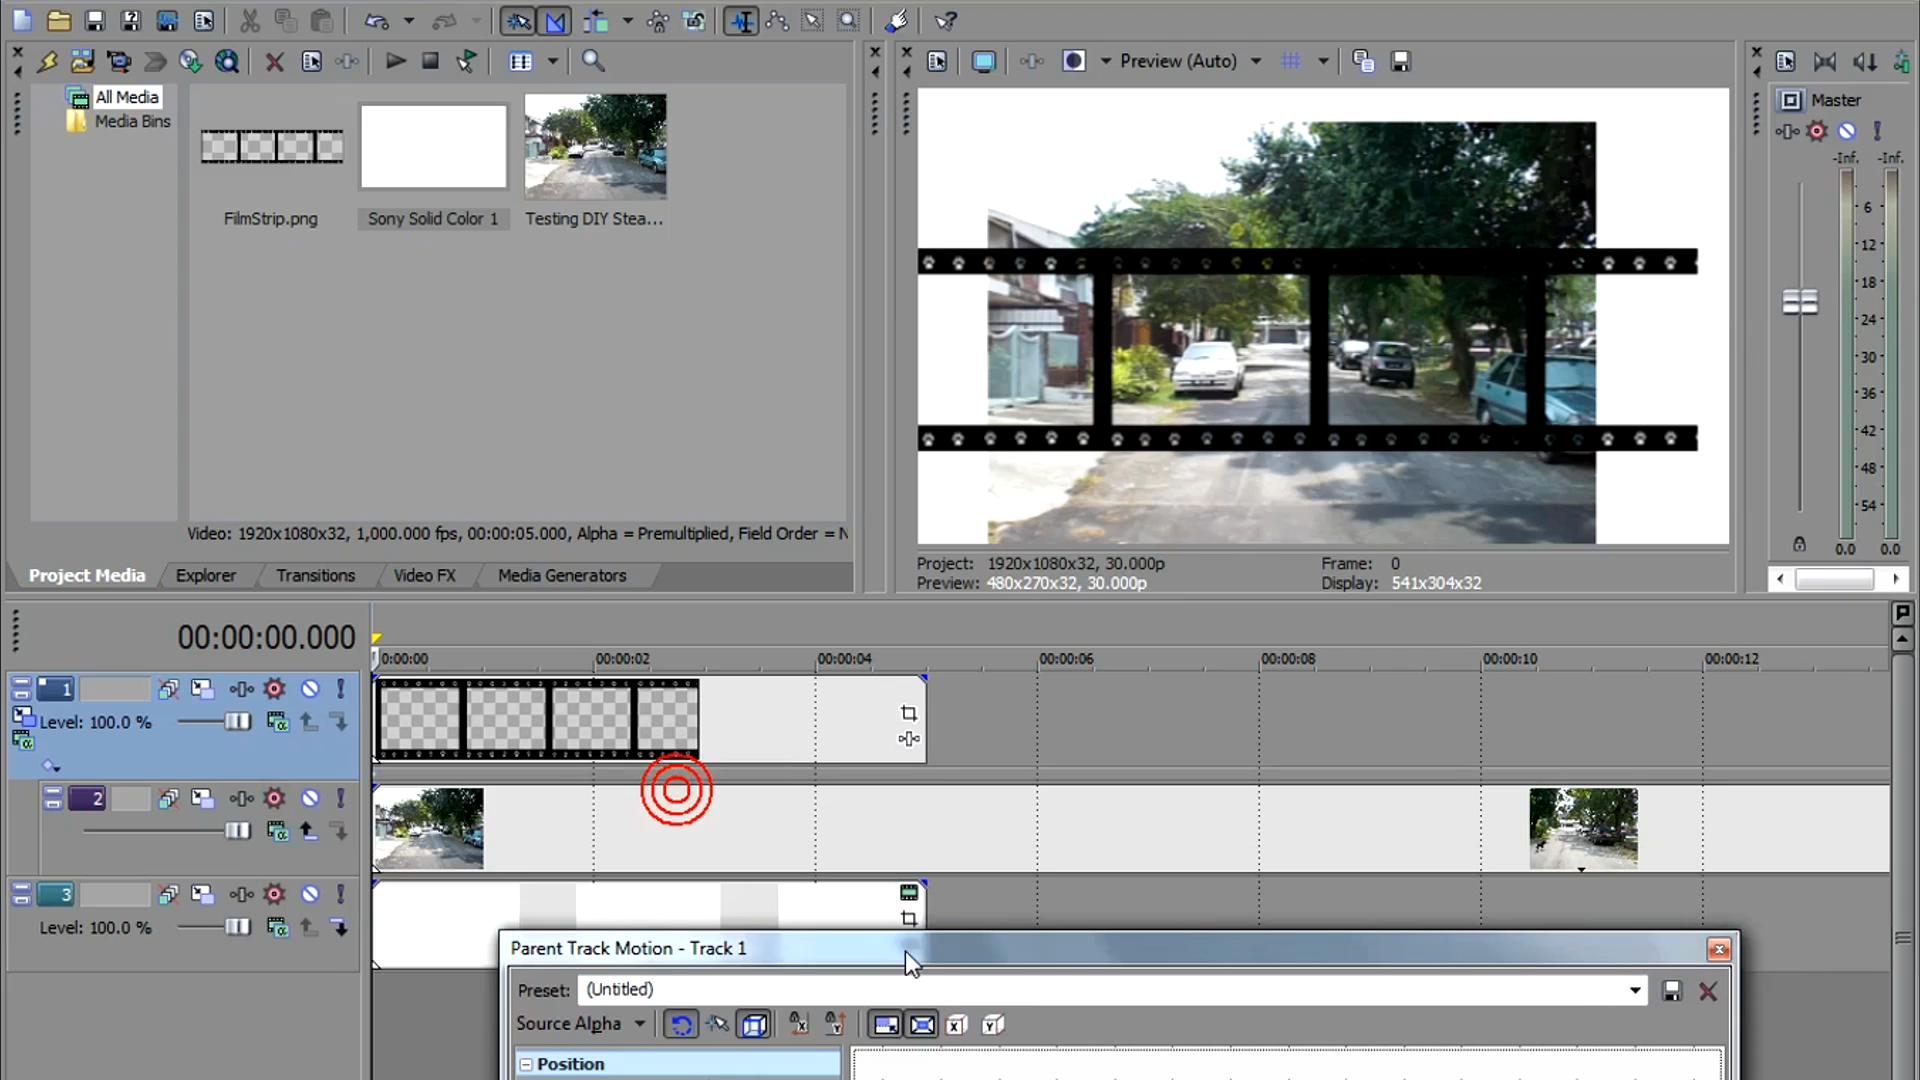 Preview (Auto)
All Media
Media Bins
Master
-Inf. -Inf.
FilmStrip.png
Sony Solid Color 1
Testing DIY Stea...
6
12
18
24
30
36
42
48
54
0.0 0.0
Video: 1920x1080x32, 1,000.000 fps, 00:00:05.000, Alpha = Premultiplied, Field Order = N
Project: 1920x1080x32, 30.000p
Frame: 0
Preview: 480x270x32, 30.000p
Display: 541x304x32
Project Media
Explorer
Transitions
Video FX
Media Generators
00:00:00.000
0:00:00
00:00:02
00:00:04
00:00:06
00:00:08
00:00:10
00:00:12
1
Level: 100.0 %
2
3
Level: 100.0 %
Parent Track Motion - Track 1
Preset: (Untitled)
Source Alpha
Position